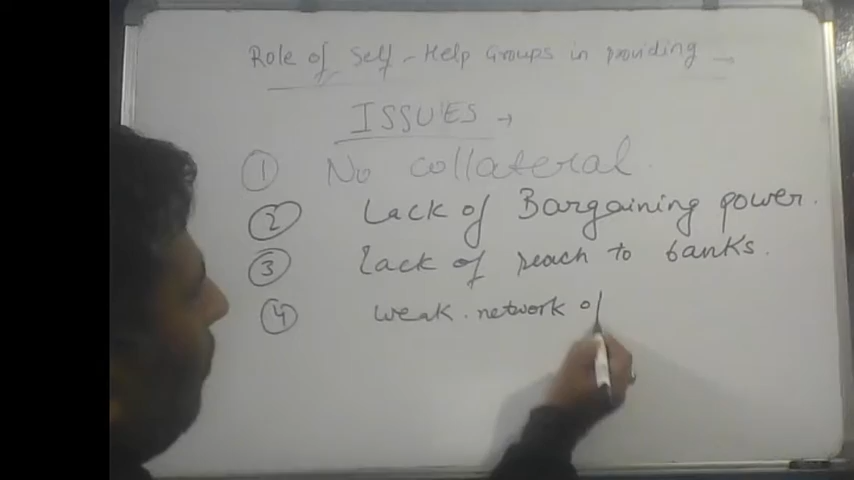 Role of Self-Help Groups in providing →
ISSUES →
① No collateral.
② Lack of Bargaining power.
③ Lack of reach to banks.
④ weak network of